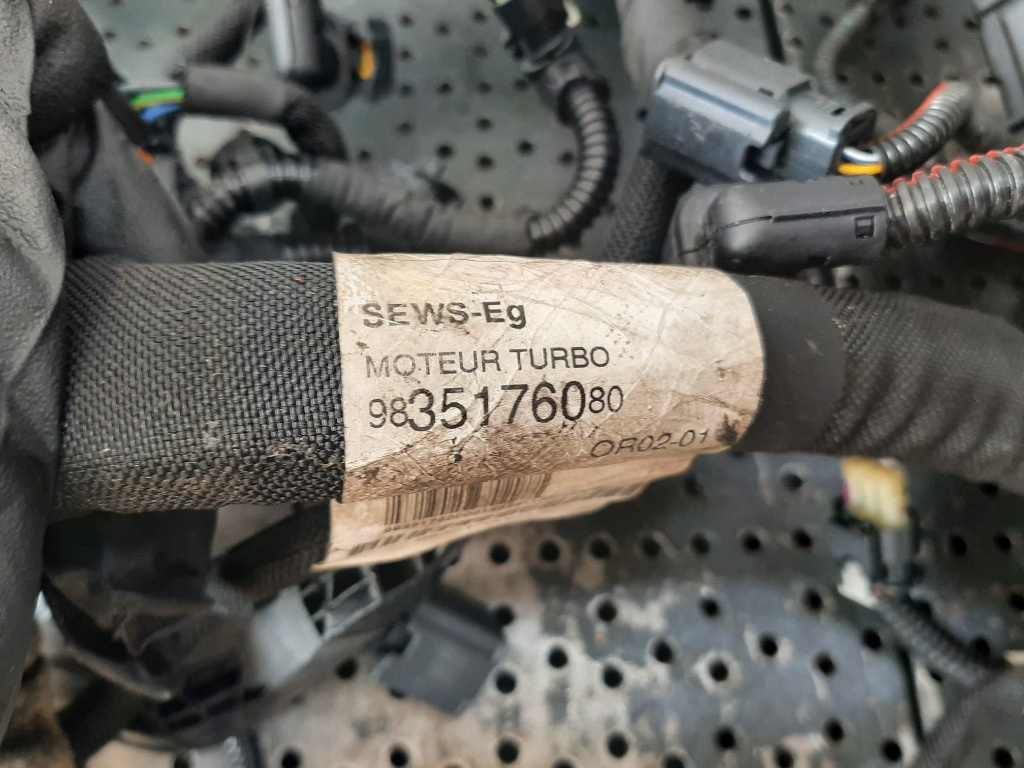 SEWS-Eg
MOTEUR TURBO
9835176080
OR02-01